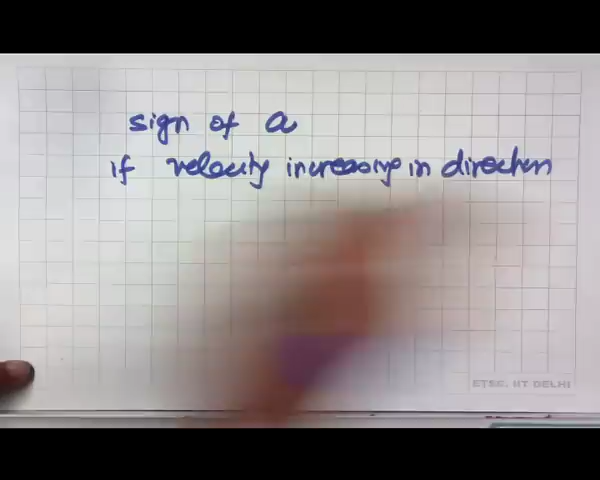 sign of a
if velocity increasing in direction
ETSC, IIT DELHI